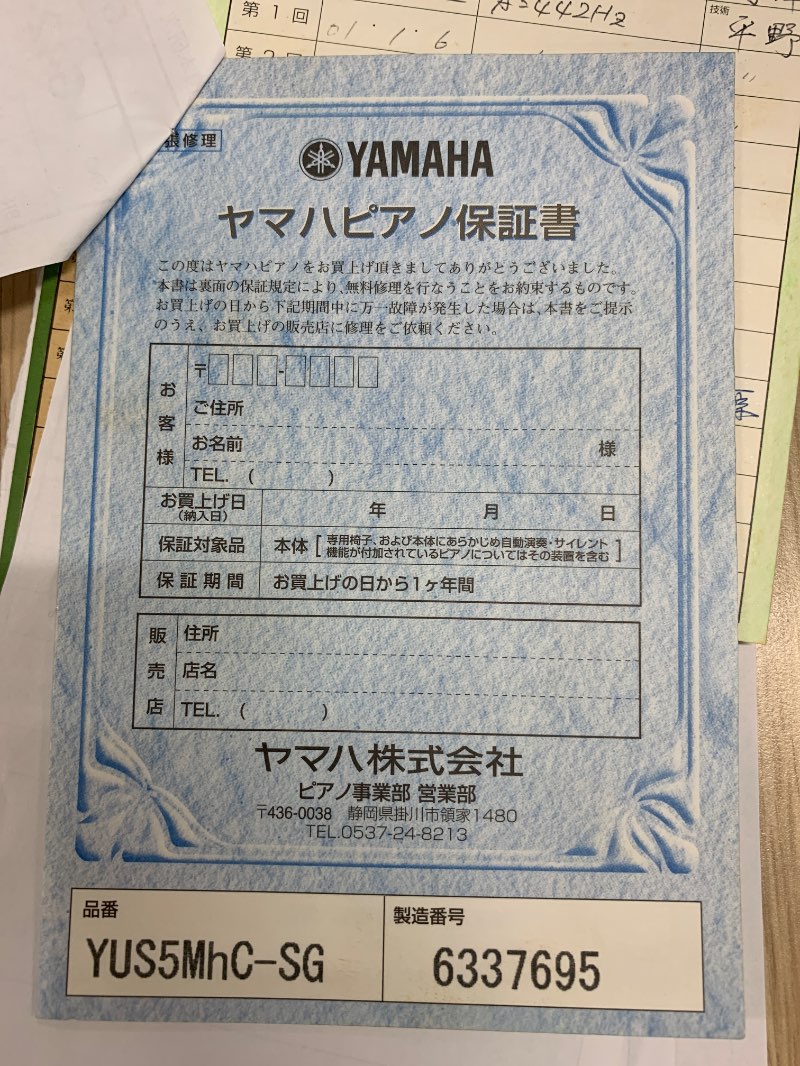 第1回
01.1.6
A=442Hz
技術
平野
第2回
張修理
YAMAHA
ヤマハピアノ保証書
この度はヤマハピアノをお買上げ頂きましてありがとうございました。
本書は裏面の保証規定により、無料修理を行なうことをお約束するものです。
お買上げの日から下記期間中に万一故障が発生した場合は、本書をご提示
のうえ、お買上げの販売店に修理をご依頼ください。
お客様
〒□□□-□□□□
ご住所
お名前 様
TEL. ( )
お買上げ日
(納入日)
年 月 日
保証対象品
本体[専用椅子、および本体にあらかじめ自動演奏・サイレント
機能が付加されているピアノについてはその装置を含む]
保証期間 お買上げの日から1ヶ年間
販売店
住所
店名
TEL. ( )
ヤマハ株式会社
ピアノ事業部 営業部
〒436-0038 静岡県掛川市領家1480
TEL.0537-24-8213
品番
YUS5MhC-SG
製造番号
6337695